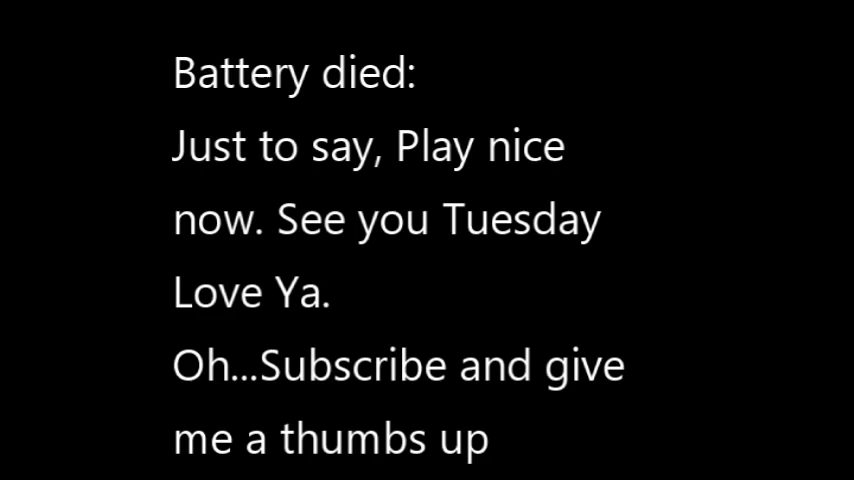 Battery died:
Just to say, Play nice
now. See you Tuesday
Love Ya.
Oh...Subscribe and give
me a thumbs up